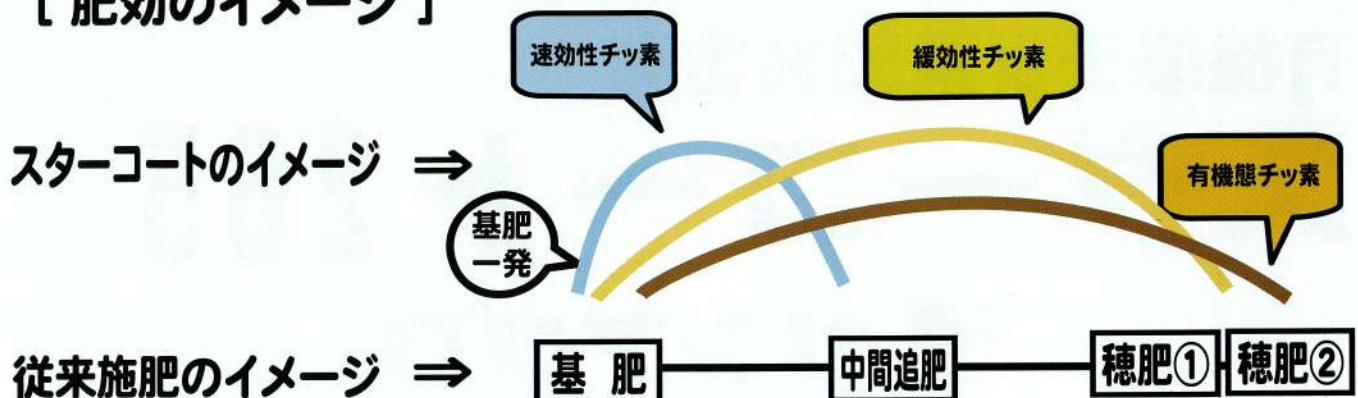 [ 肥効のイメージ ]
速効性チッ素
緩効性チッ素
スターコートのイメージ ⇒
有機態チッ素
基肥
一発
従来施肥のイメージ ⇒
基 肥
中間追肥
穂肥①
穂肥②